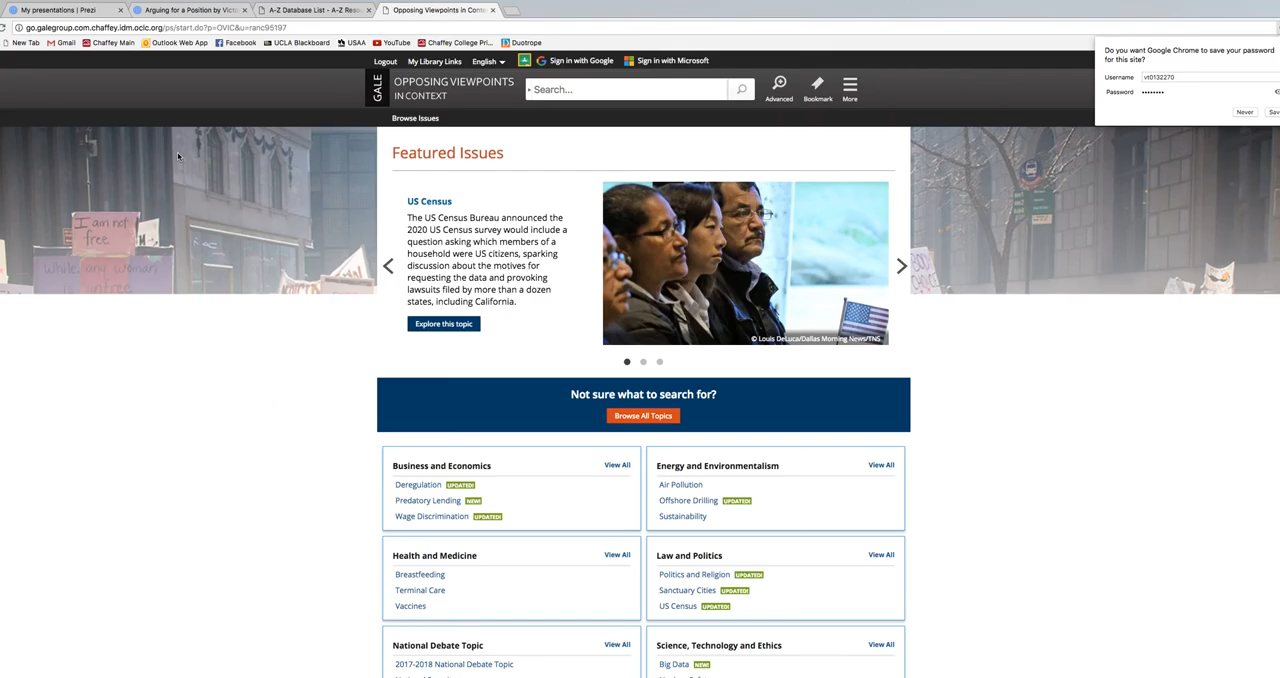 My presentations | Prezi
Arguing for a Position by Victo
A-Z Database List - A-Z Reso
Opposing Viewpoints in Conte
go.galegroup.com.chaffey.idm.oclc.org/ps/start.do?p=OVIC&u=ranc95197
New Tab Gmail Chaffey Main Outlook Web App Facebook UCLA Blackboard USAA YouTube Chaffey College Pri... Duotrope
Do you want Google Chrome to save your password
for this site?
Username vt0132270
Password ••••••••
Never Sav
Logout My Library Links English Sign in with Google Sign in with Microsoft
GALE
OPPOSING VIEWPOINTS
IN CONTEXT
Search...
Advanced Bookmark More
Browse Issues
I am not
free
While any woman
unfree
Featured Issues
US Census
The US Census Bureau announced the
2020 US Census survey would include a
question asking which members of a
household were US citizens, sparking
discussion about the motives for
requesting the data and provoking
lawsuits filed by more than a dozen
states, including California.
Explore this topic
© Louis DeLuca/Dallas Morning News/TNS
Not sure what to search for?
Browse All Topics
Business and Economics View All
Deregulation UPDATED!
Predatory Lending NEW!
Wage Discrimination UPDATED!
Energy and Environmentalism View All
Air Pollution
Offshore Drilling UPDATED!
Sustainability
Health and Medicine View All
Breastfeeding
Terminal Care
Vaccines
Law and Politics View All
Politics and Religion UPDATED!
Sanctuary Cities UPDATED!
US Census UPDATED!
National Debate Topic View All
2017-2018 National Debate Topic
Science, Technology and Ethics View All
Big Data NEW!